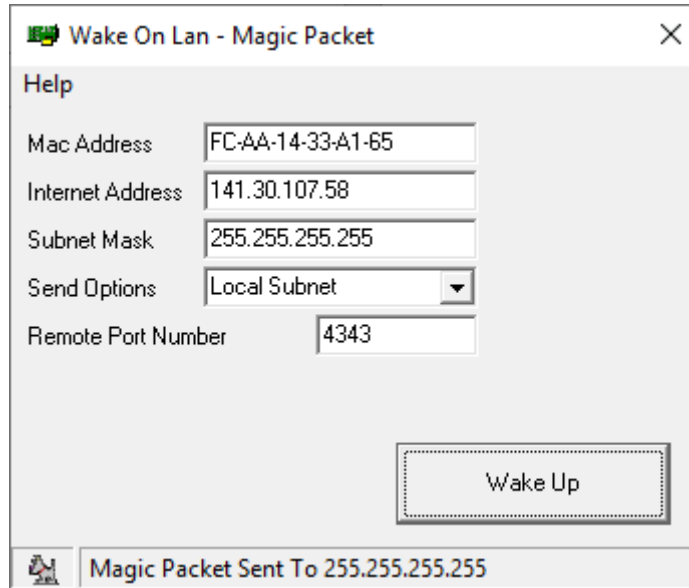 Wake On Lan - Magic Packet
Help
Mac Address FC-AA-14-33-A1-65
Internet Address 141.30.107.58
Subnet Mask 255.255.255.255
Send Options Local Subnet
Remote Port Number 4343
Wake Up
Magic Packet Sent To 255.255.255.255